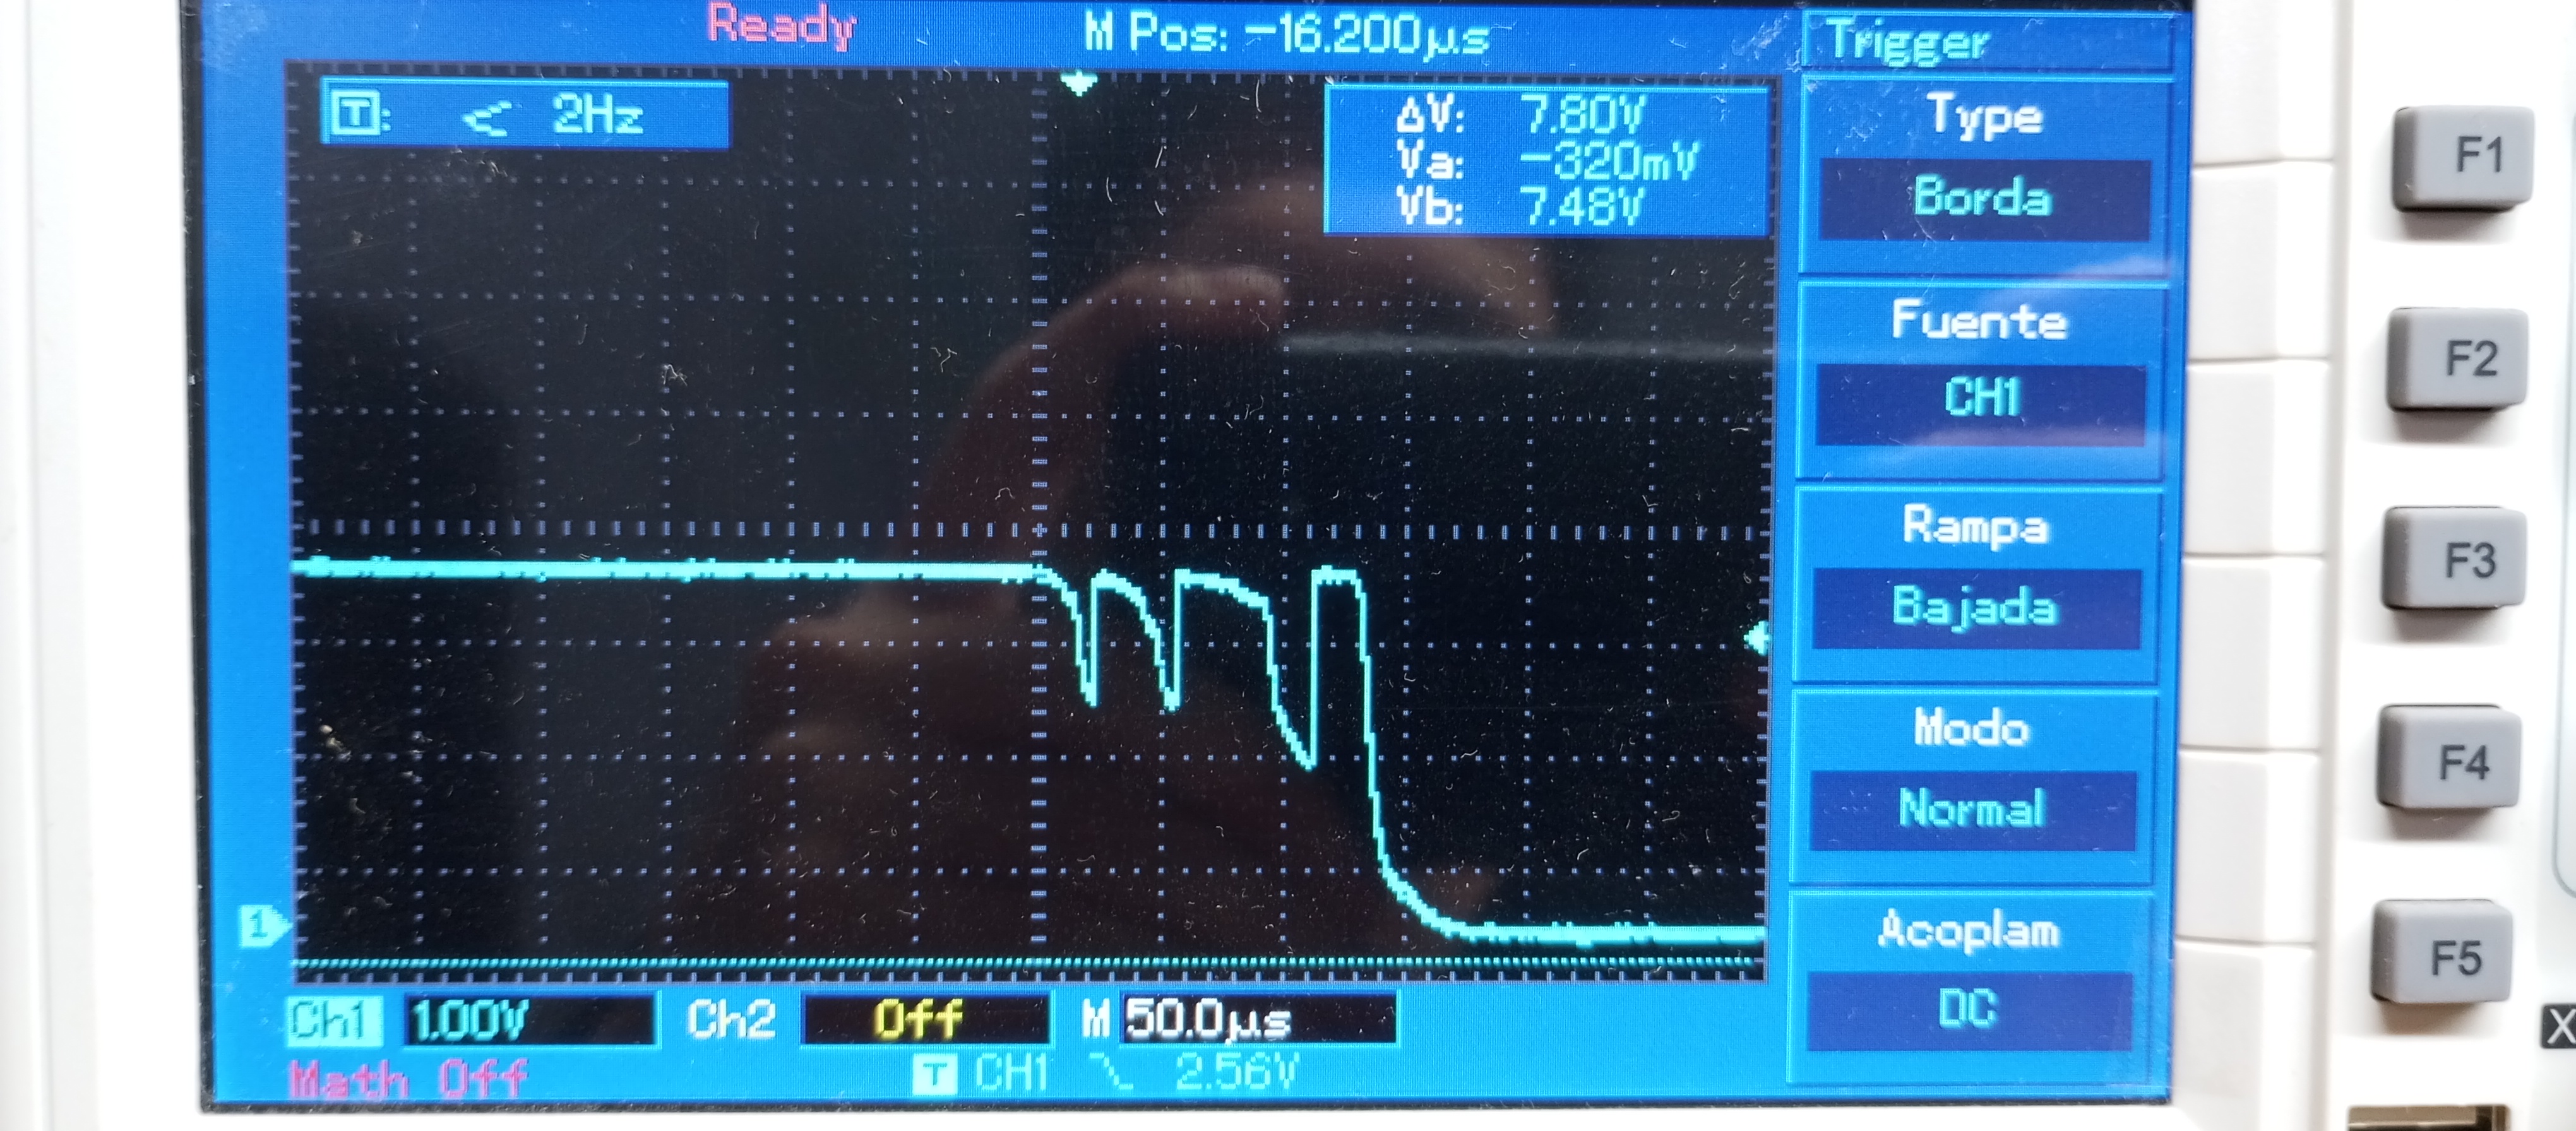 Ready M Pos: -16.200µs Trigger
T: < 2Hz
ΔV: 7.80V
Va: -320mV
Vb: 7.48V
Type
Borda
Fuente
CH1
Rampa
Bajada
Modo
Normal
Acoplam
DC
1
Ch1 1.00V Ch2 Off M 50.0µs
Math Off T CH1 2.56V
F1
F2
F3
F4
F5
X